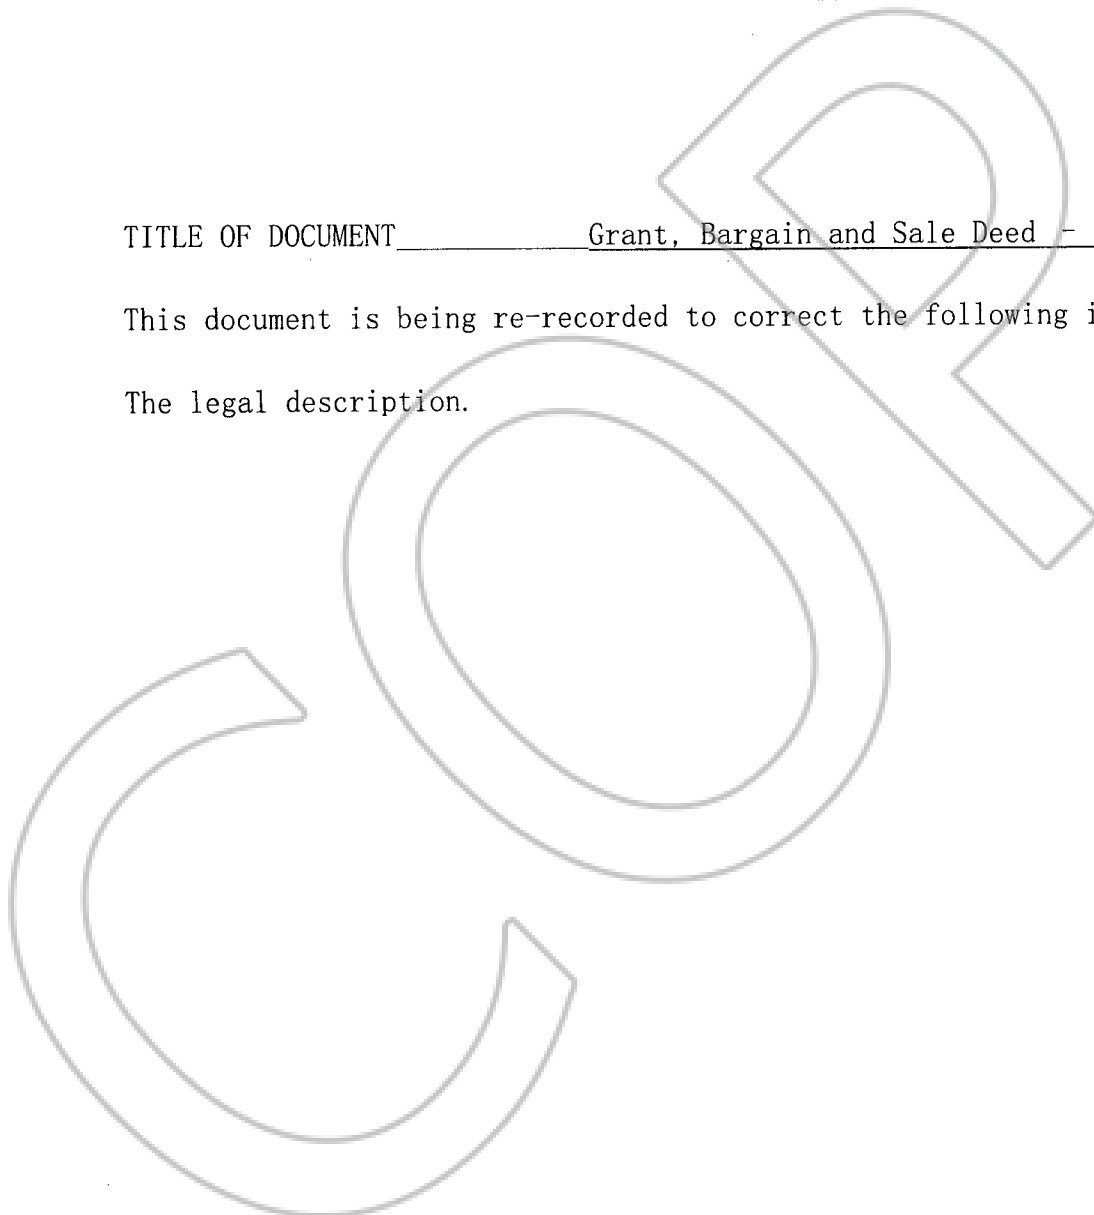 TITLE OF DOCUMENT Grant, Bargain and Sale Deed -
This document is being re-recorded to correct the following i
The legal description.
COP